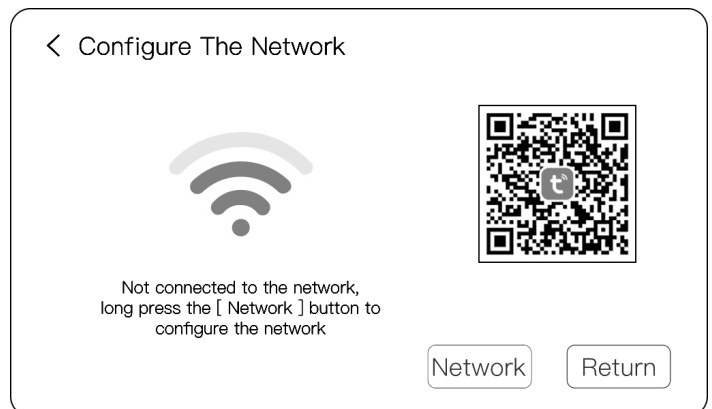 Configure The Network
Not connected to the network,
long press the [ Network ] button to
configure the network
Network
Return